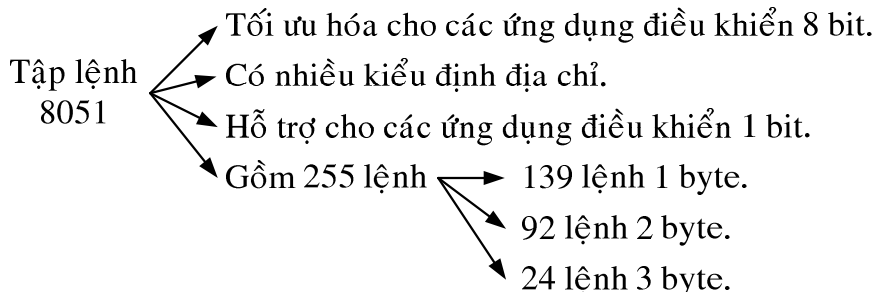 Tối ưu hóa cho các ứng dụng điều khiển 8 bit.
Tập lệnh
8051
Có nhiều kiểu định địa chỉ.
Hỗ trợ cho các ứng dụng điều khiển 1 bit.
Gồm 255 lệnh
139 lệnh 1 byte.
92 lệnh 2 byte.
24 lệnh 3 byte.